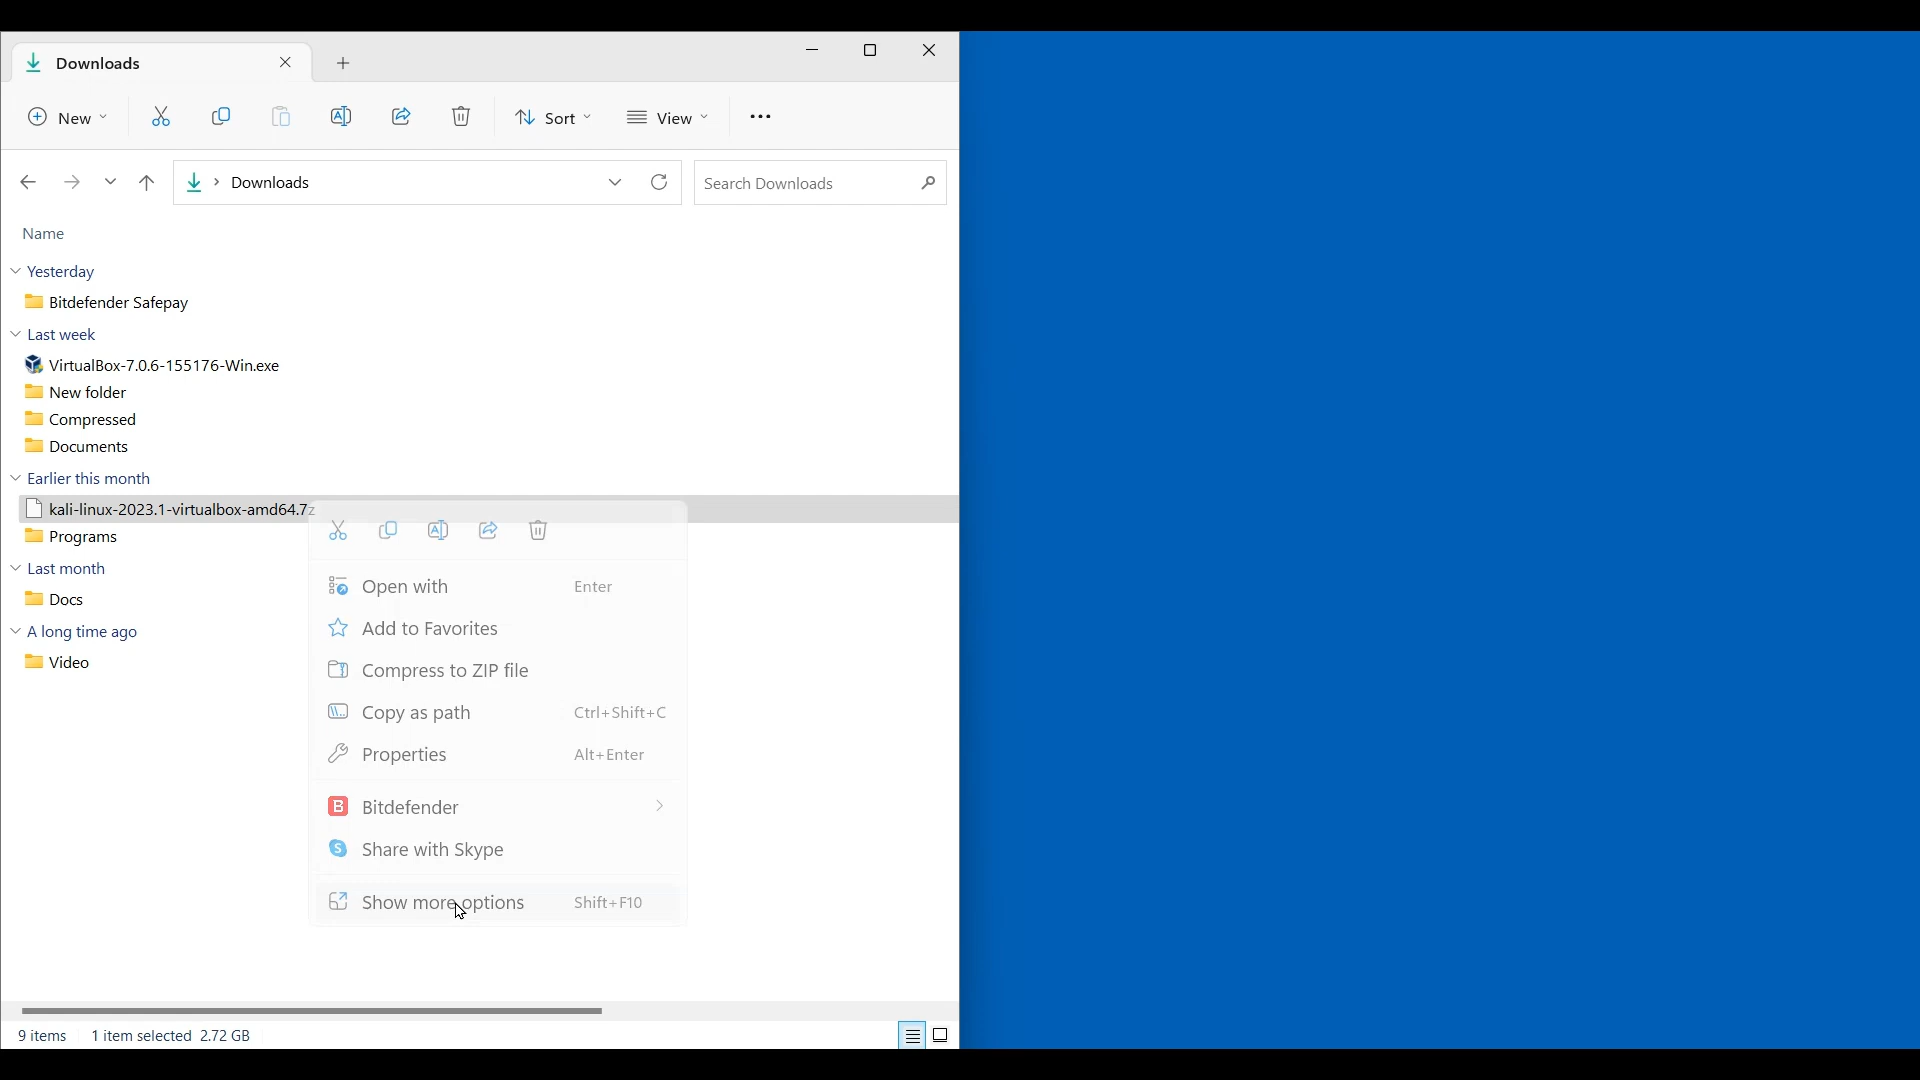 Downloads
New
Sort
View
Downloads
Search Downloads
Name
Yesterday
Bitdefender Safepay
Last week
VirtualBox-7.0.6-155176-Win.exe
New folder
Compressed
Documents
Earlier this month
kali-linux-2023.1-virtualbox-amd64.7z
Programs
Last month
Docs
A long time ago
Video
Open with Enter
Add to Favorites
Compress to ZIP file
Copy as path Ctrl+Shift+C
Properties Alt+Enter
Bitdefender
Share with Skype
Show more options Shift+F10
9 items 1 item selected 2.72 GB